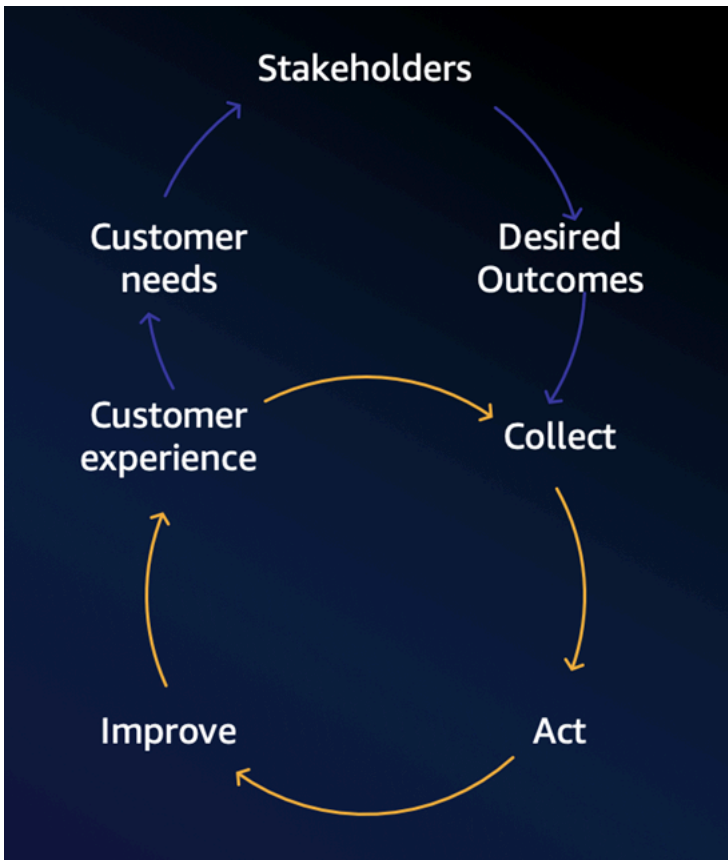 Stakeholders
Customer
needs
Desired
Outcomes
Customer
experience
Collect
Improve
Act